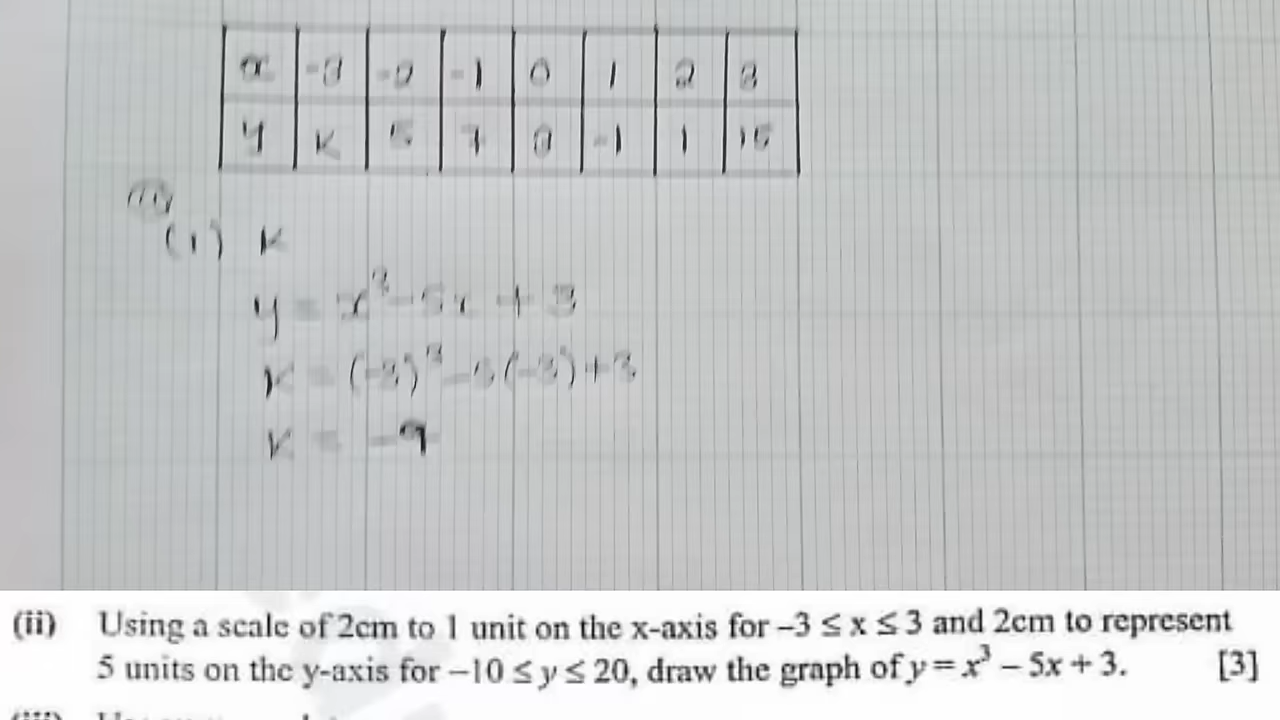 x -3 -2 -1 0 1 2 3
y K 5 7 3 -1 1 15
(i) K
y = x³ - 5x + 3
K = (-3)³ - 5(-3) + 3
K = -9
(ii) Using a scale of 2cm to 1 unit on the x-axis for –3 ≤ x ≤ 3 and 2cm to represent
5 units on the y-axis for –10 ≤ y ≤ 20, draw the graph of y = x³ – 5x + 3. [3]